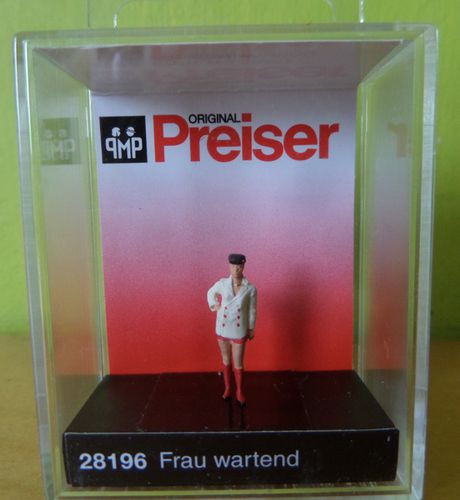 ORIGINAL
PMP Preiser
28196 Frau wartend